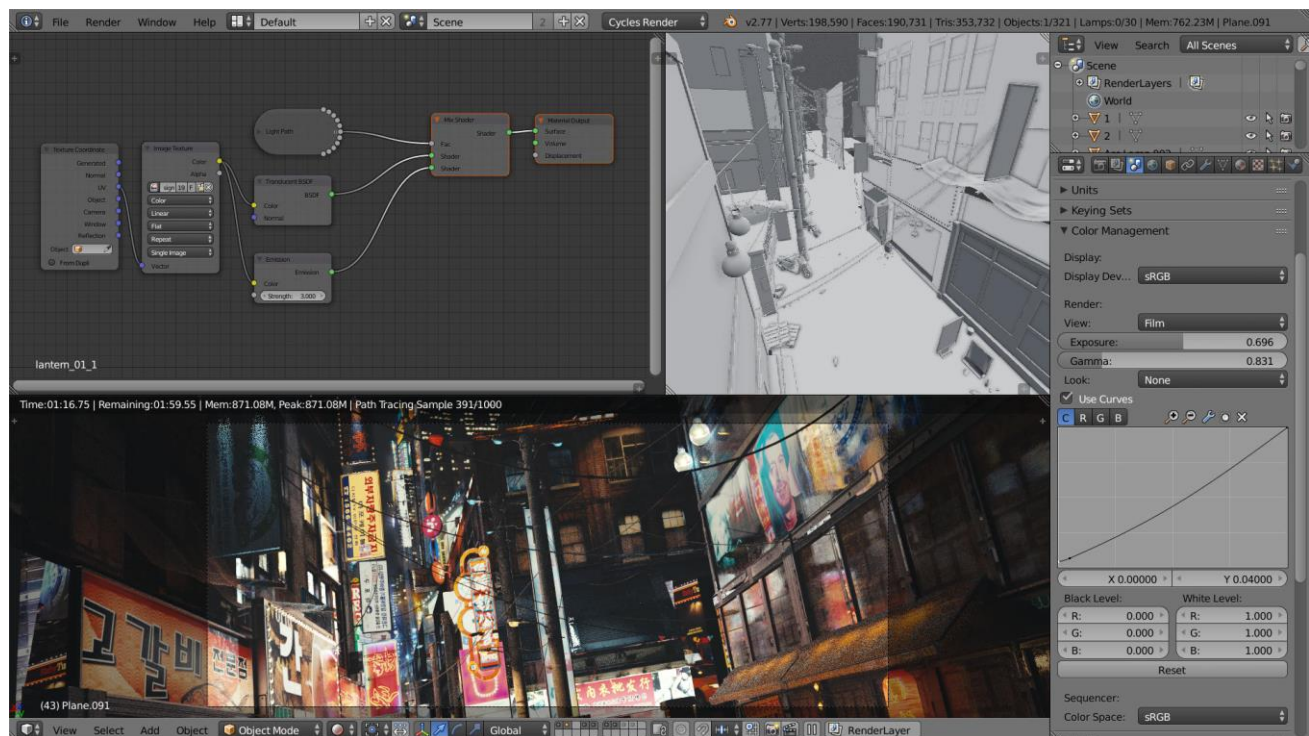 File Render Window Help Default Scene 2 Cycles Render v2.77 | Verts:198,590 | Faces:190,731 | Tris:353,732 | Objects:1/321 | Lamps:0/30 | Mem:762.23M | Plane.091
Light Path
Mix Shader
Shader
Fac
Shader
Shader
Material Output
Surface
Volume
Displacement
Texture Coordinate
Generated
Normal
UV
Object
Camera
Window
Reflection
Object:
From Dupli
Image Texture
Color
Alpha
sign 19 F
Color
Linear
Flat
Repeat
Single Image
Vector
Translucent BSDF
BSDF
Color
Normal
Emission
Emission
Color
Strength: 3.000
lantern_01_1
View Search All Scenes
Scene
RenderLayers
World
1
2
Units
Keying Sets
Color Management
Display:
Display Dev... sRGB
Render:
View: Film
Exposure: 0.696
Gamma: 0.831
Look: None
Use Curves
C R G B
X 0.00000 Y 0.04000
Black Level: White Level:
R: 0.000 R: 1.000
G: 0.000 G: 1.000
B: 0.000 B: 1.000
Reset
Sequencer:
Color Space: sRGB
Time:01:16.75 | Remaining:01:59.55 | Mem:871.08M, Peak:871.08M | Path Tracing Sample 391/1000
고갈비 전문점
(43) Plane.091
View Select Add Object Object Mode Global RenderLayer